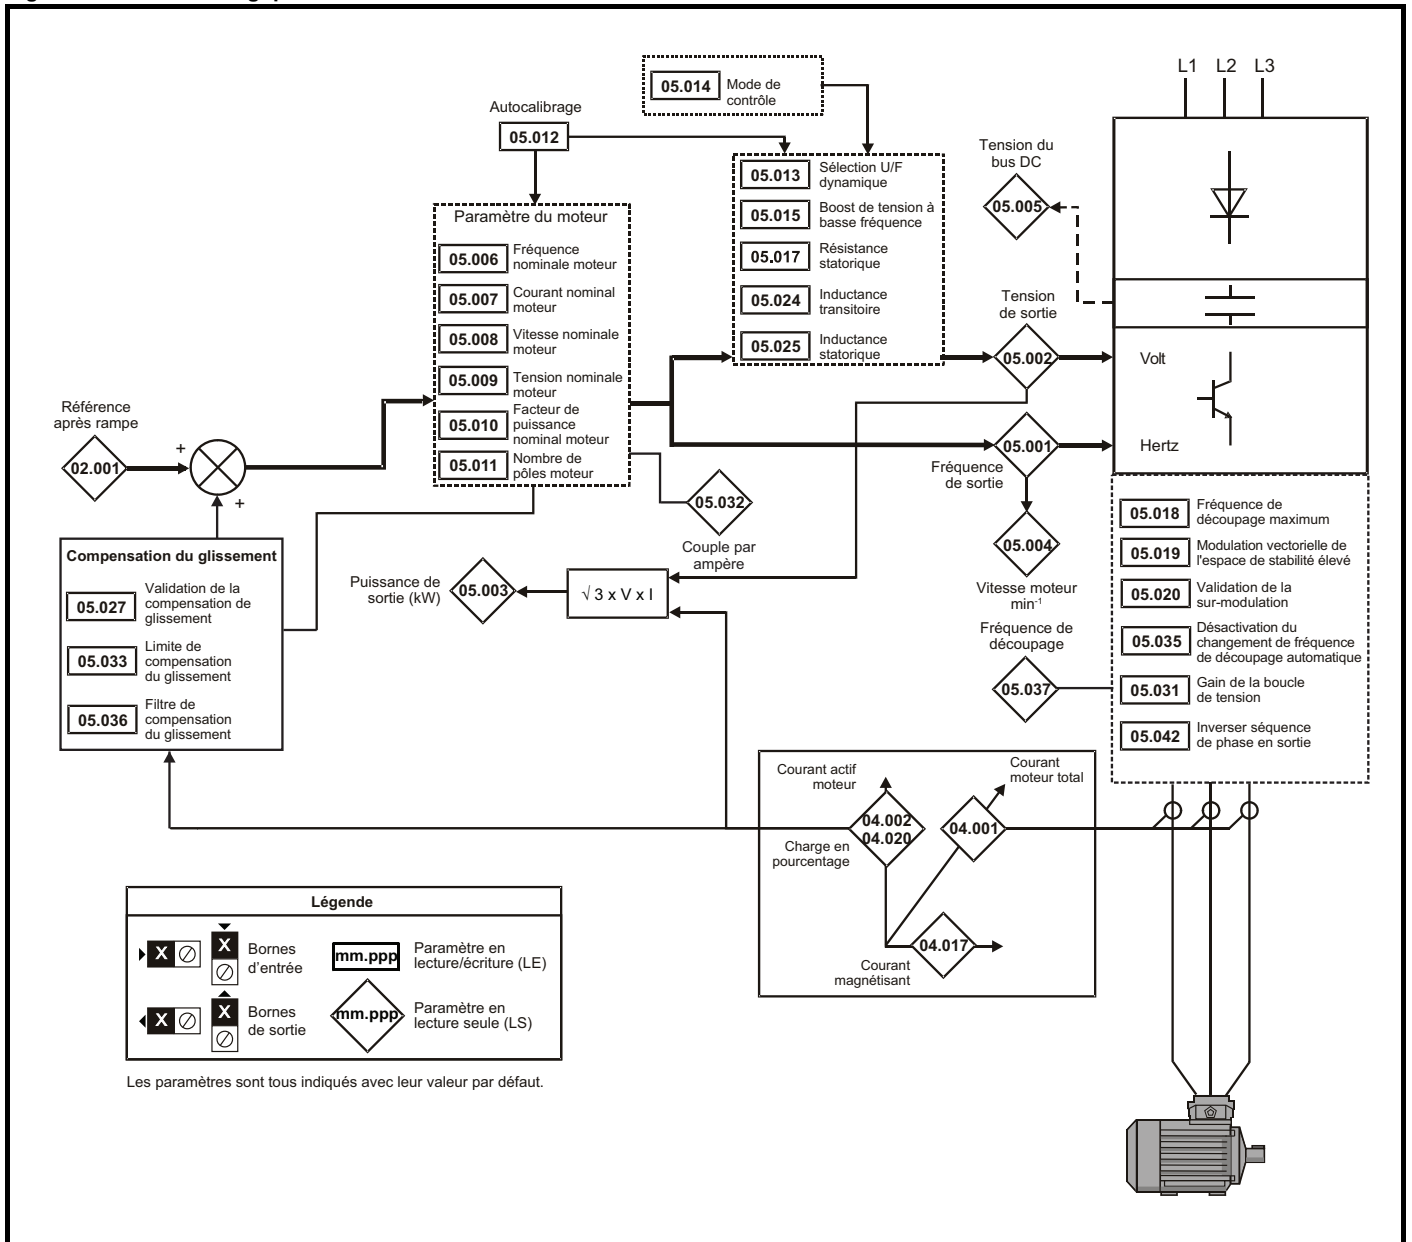 L1 L2 L3
05.014
Mode de
contrôle
Autocalibrage
05.012
Tension du
bus DC
05.005
05.013
Sélection U/F
dynamique
05.015
Boost de tension à
basse fréquence
05.017
Résistance
statorique
05.024
Inductance
transitoire
05.025
Inductance
statorique
Paramètre du moteur
05.006
Fréquence
nominale moteur
05.007
Courant nominal
moteur
05.008
Vitesse nominale
moteur
05.009
Tension nominale
moteur
05.010
Facteur de
puissance
nominal moteur
05.011
Nombre de
pôles moteur
Tension
de sortie
05.002
Volt
Référence
après rampe
02.001
+
+
05.001
Fréquence
de sortie
Hertz
05.032
Couple par
ampère
05.004
Vitesse moteur
min-1
Compensation du glissement
05.027
Validation de la
compensation de
glissement
05.033
Limite de
compensation
du glissement
05.036
Filtre de
compensation
du glissement
Puissance de
sortie (kW)
05.003
√ 3 x V x I
Fréquence de
découpage
05.037
05.018
Fréquence de
découpage maximum
05.019
Modulation vectorielle de
l'espace de stabilité élevé
05.020
Validation de la
sur-modulation
05.035
Désactivation du
changement de fréquence
de découpage automatique
05.031
Gain de la boucle
de tension
05.042
Inverser séquence
de phase en sortie
Courant actif
moteur
04.002
04.020
Charge en
pourcentage
Courant
moteur total
04.001
04.017
Courant
magnétisant
Légende
X
X
Bornes
d'entrée
mm.ppp
Paramètre en
lecture/écriture (LE)
X
X
Bornes
de sortie
mm.ppp
Paramètre en
lecture seule (LS)
Les paramètres sont tous indiqués avec leur valeur par défaut.